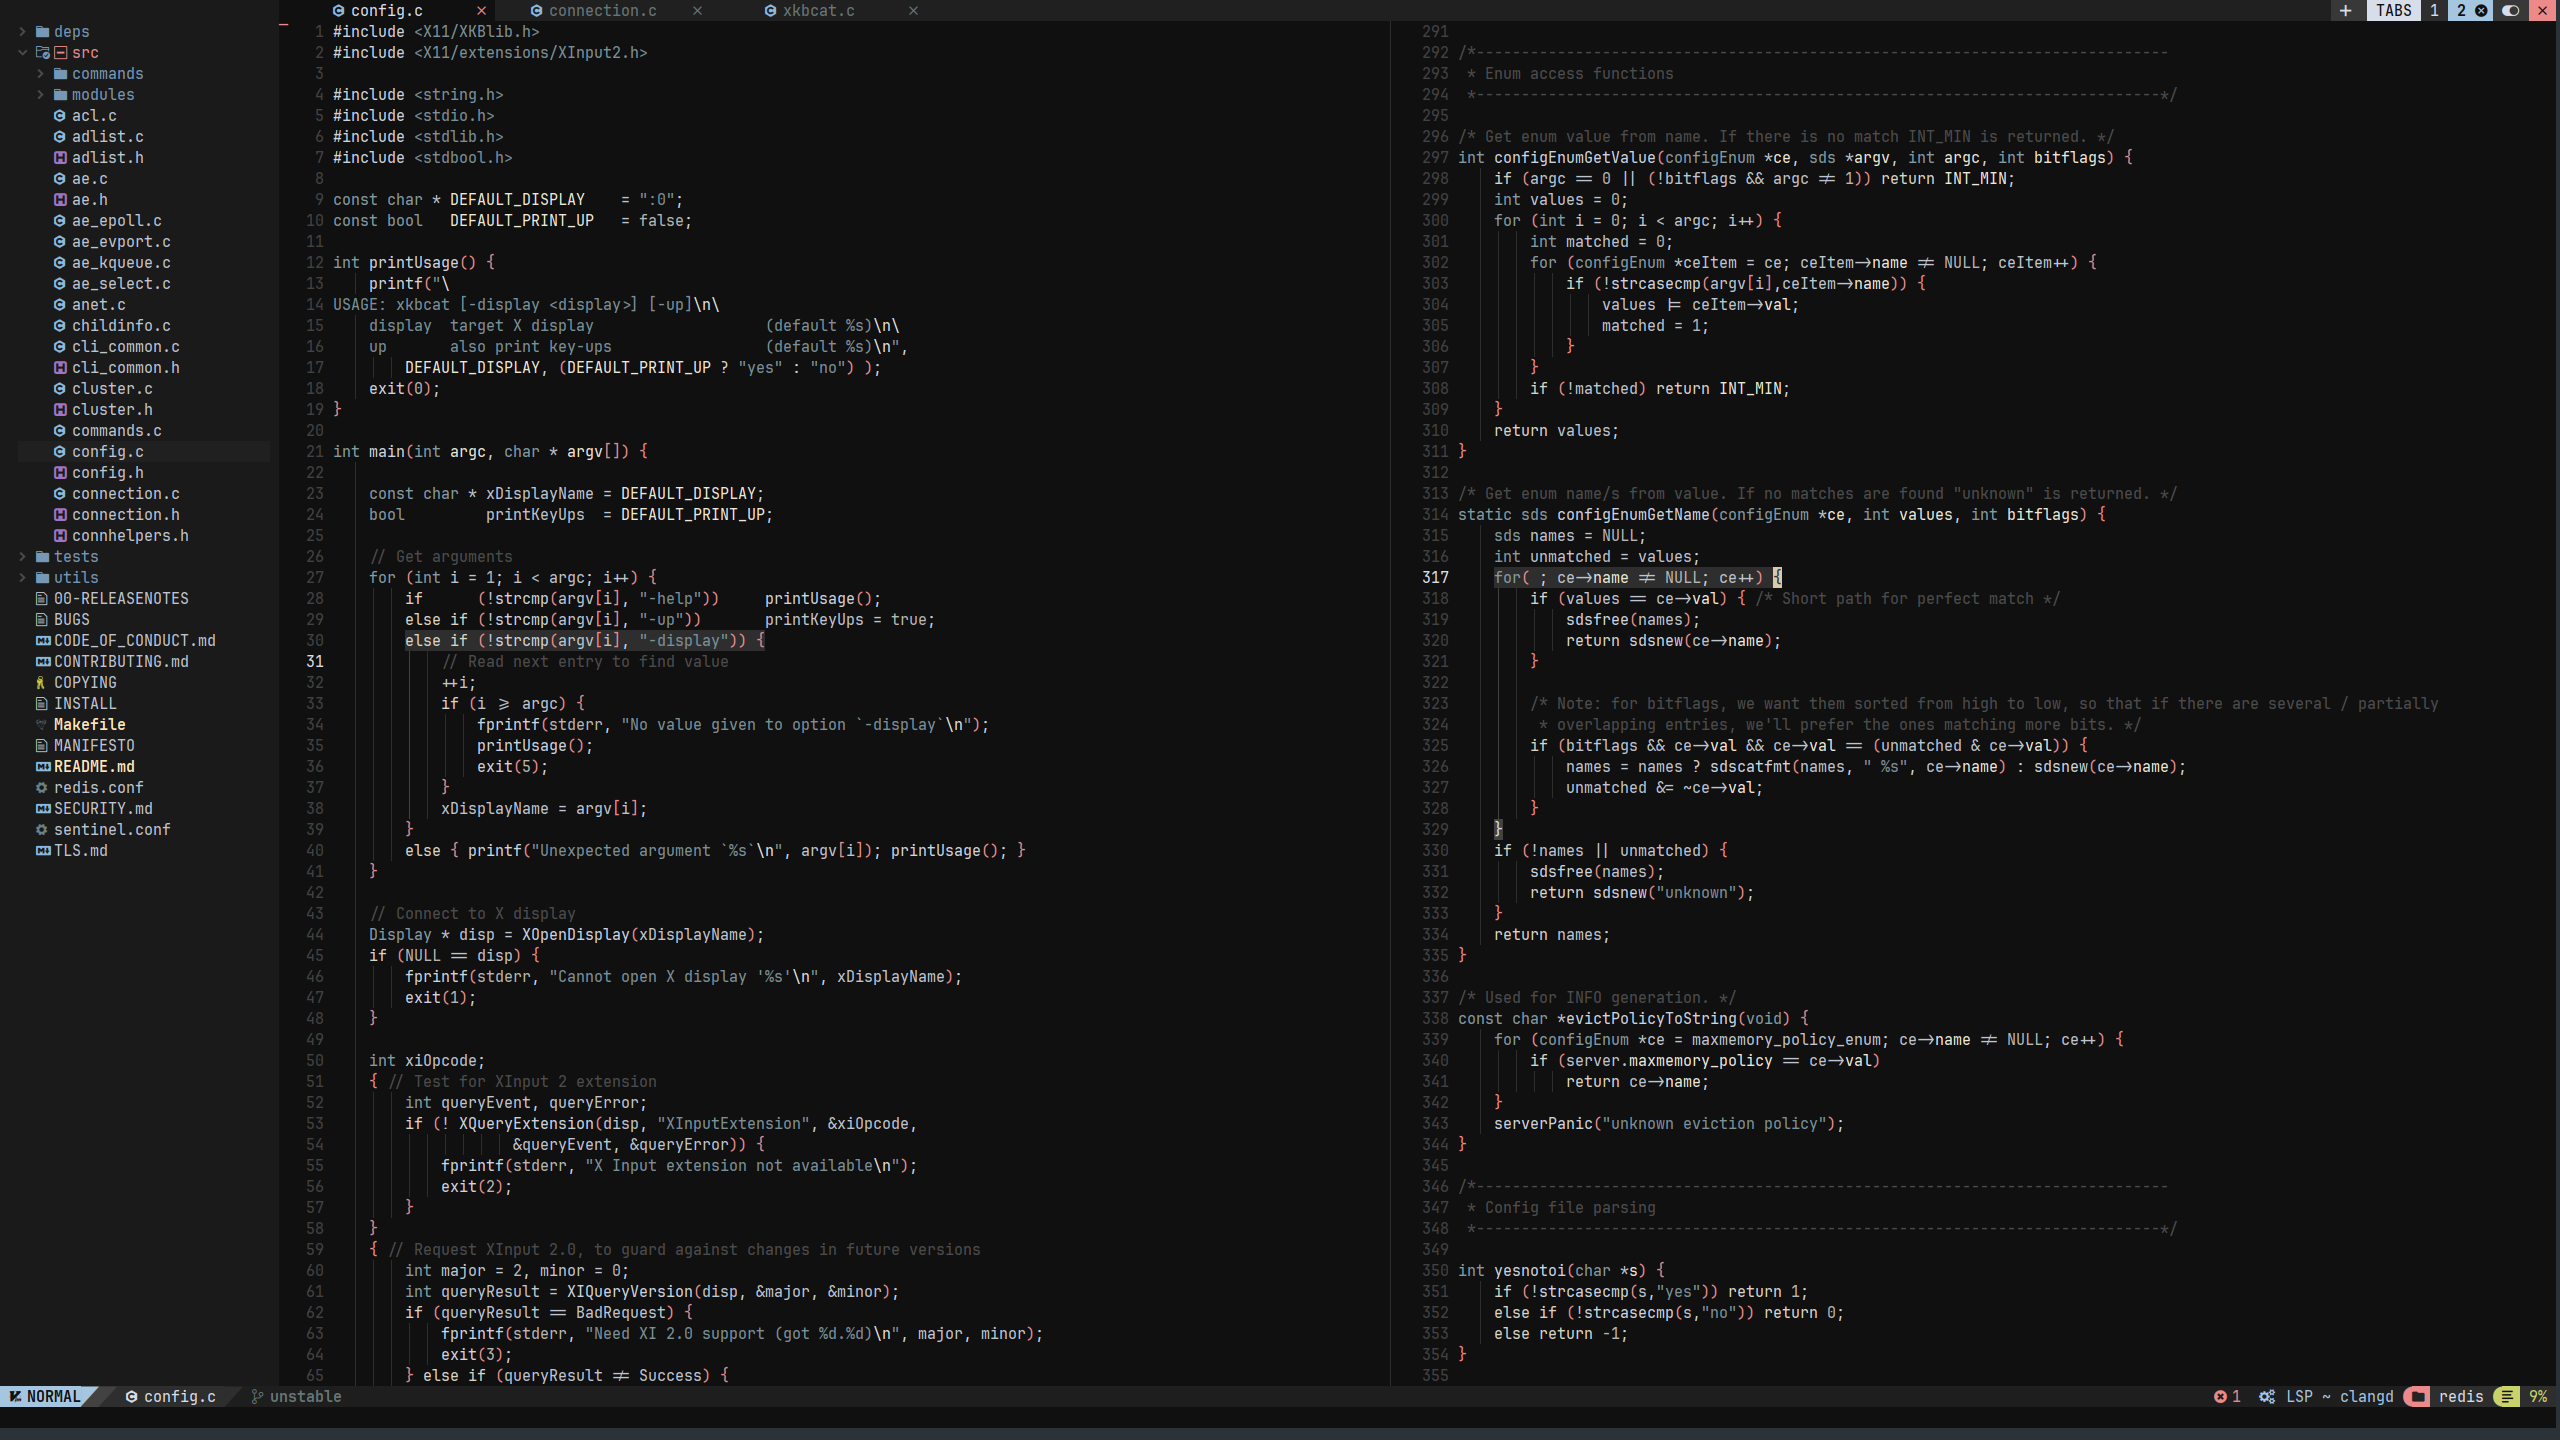 config.c × connection.c × xkbcat.c × + TABS 1 2 ×
deps
src
commands
modules
acl.c
adlist.c
adlist.h
ae.c
ae.h
ae_epoll.c
ae_evport.c
ae_kqueue.c
ae_select.c
anet.c
childinfo.c
cli_common.c
cli_common.h
cluster.c
cluster.h
commands.c
config.c
config.h
connection.c
connection.h
connhelpers.h
tests
utils
00-RELEASENOTES
BUGS
CODE_OF_CONDUCT.md
CONTRIBUTING.md
COPYING
INSTALL
Makefile
MANIFESTO
README.md
redis.conf
SECURITY.md
sentinel.conf
TLS.md
1 #include <X11/XKBlib.h>
2 #include <X11/extensions/XInput2.h>
3
4 #include <string.h>
5 #include <stdio.h>
6 #include <stdlib.h>
7 #include <stdbool.h>
8
9 const char * DEFAULT_DISPLAY    = ":0";
10 const bool   DEFAULT_PRINT_UP   = false;
11
12 int printUsage() {
13     printf("\
14 USAGE: xkbcat [-display <display>] [-up]\n\
15     display  target X display                   (default %s)\n\
16     up       also print key-ups                 (default %s)\n",
17         DEFAULT_DISPLAY, (DEFAULT_PRINT_UP ? "yes" : "no") );
18     exit(0);
19 }
20
21 int main(int argc, char * argv[]) {
22
23     const char * xDisplayName = DEFAULT_DISPLAY;
24     bool         printKeyUps  = DEFAULT_PRINT_UP;
25
26     // Get arguments
27     for (int i = 1; i < argc; i++) {
28         if      (!strcmp(argv[i], "-help"))     printUsage();
29         else if (!strcmp(argv[i], "-up"))       printKeyUps = true;
30         else if (!strcmp(argv[i], "-display")) {
31             // Read next entry to find value
32             ++i;
33             if (i >= argc) {
34                 fprintf(stderr, "No value given to option `-display`\n");
35                 printUsage();
36                 exit(5);
37             }
38             xDisplayName = argv[i];
39         }
40         else { printf("Unexpected argument `%s`\n", argv[i]); printUsage(); }
41     }
42
43     // Connect to X display
44     Display * disp = XOpenDisplay(xDisplayName);
45     if (NULL == disp) {
46         fprintf(stderr, "Cannot open X display '%s'\n", xDisplayName);
47         exit(1);
48     }
49
50     int xiOpcode;
51     { // Test for XInput 2 extension
52         int queryEvent, queryError;
53         if (! XQueryExtension(disp, "XInputExtension", &xiOpcode,
54                     &queryEvent, &queryError)) {
55             fprintf(stderr, "X Input extension not available\n");
56             exit(2);
57         }
58     }
59     { // Request XInput 2.0, to guard against changes in future versions
60         int major = 2, minor = 0;
61         int queryResult = XIQueryVersion(disp, &major, &minor);
62         if (queryResult == BadRequest) {
63             fprintf(stderr, "Need XI 2.0 support (got %d.%d)\n", major, minor);
64             exit(3);
65         } else if (queryResult != Success) {
291
292 /*-----------------------------------------------------------------------------
293  * Enum access functions
294  *----------------------------------------------------------------------------*/
295
296 /* Get enum value from name. If there is no match INT_MIN is returned. */
297 int configEnumGetValue(configEnum *ce, sds *argv, int argc, int bitflags) {
298     if (argc == 0 || (!bitflags && argc != 1)) return INT_MIN;
299     int values = 0;
300     for (int i = 0; i < argc; i++) {
301         int matched = 0;
302         for (configEnum *ceItem = ce; ceItem->name != NULL; ceItem++) {
303             if (!strcasecmp(argv[i],ceItem->name)) {
304                 values |= ceItem->val;
305                 matched = 1;
306             }
307         }
308         if (!matched) return INT_MIN;
309     }
310     return values;
311 }
312
313 /* Get enum name/s from value. If no matches are found "unknown" is returned. */
314 static sds configEnumGetName(configEnum *ce, int values, int bitflags) {
315     sds names = NULL;
316     int unmatched = values;
317     for( ; ce->name != NULL; ce++) {
318         if (values == ce->val) { /* Short path for perfect match */
319             sdsfree(names);
320             return sdsnew(ce->name);
321         }
322
323         /* Note: for bitflags, we want them sorted from high to low, so that if there are several / partially
324          * overlapping entries, we'll prefer the ones matching more bits. */
325         if (bitflags && ce->val && ce->val == (unmatched & ce->val)) {
326             names = names ? sdscatfmt(names, " %s", ce->name) : sdsnew(ce->name);
327             unmatched &= ~ce->val;
328         }
329     }
330     if (!names || unmatched) {
331         sdsfree(names);
332         return sdsnew("unknown");
333     }
334     return names;
335 }
336
337 /* Used for INFO generation. */
338 const char *evictPolicyToString(void) {
339     for (configEnum *ce = maxmemory_policy_enum; ce->name != NULL; ce++) {
340         if (server.maxmemory_policy == ce->val)
341             return ce->name;
342     }
343     serverPanic("unknown eviction policy");
344 }
345
346 /*-----------------------------------------------------------------------------
347  * Config file parsing
348  *----------------------------------------------------------------------------*/
349
350 int yesnotoi(char *s) {
351     if (!strcasecmp(s,"yes")) return 1;
352     else if (!strcasecmp(s,"no")) return 0;
353     else return -1;
354 }
355
NORMAL config.c unstable 1 LSP ~ clangd redis 9%